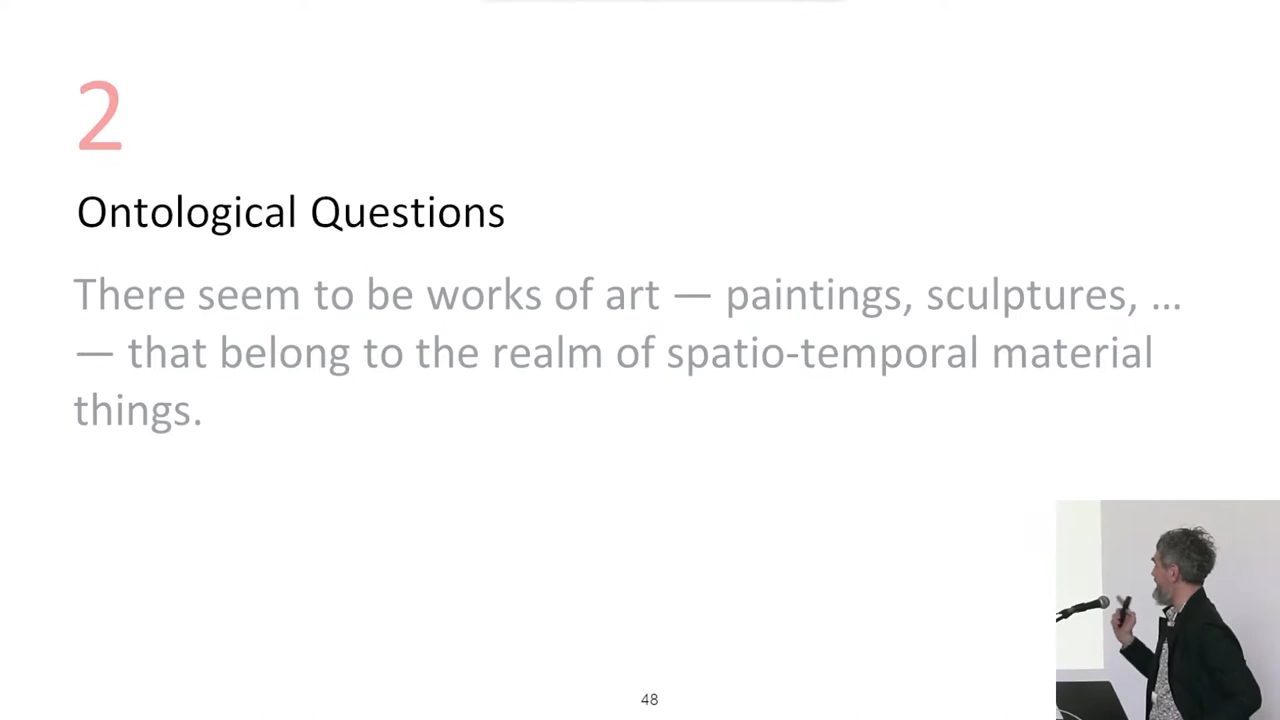 2
Ontological Questions
There seem to be works of art — paintings, sculptures, …
— that belong to the realm of spatio-temporal material
things.
48